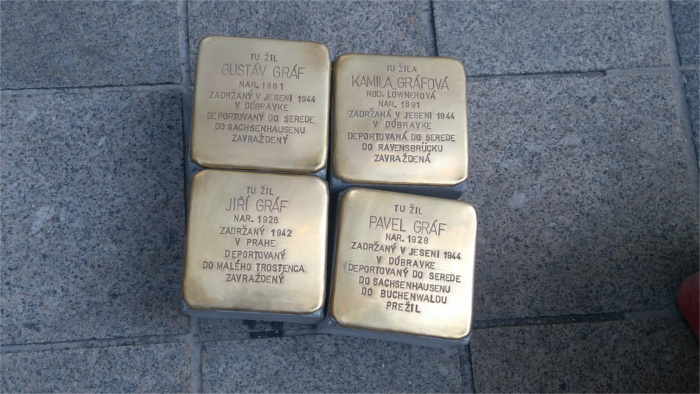 TU ŽIL
GUSTÁV GRÁF
NAR. 1881
ZADRŽANÝ V JESENI 1944
V DÚBRAVKE
DEPORTOVANÝ DO SEREDE
DO SACHSENHAUSENU
ZAVRAŽDENÝ
TU ŽILA
KAMILA GRÁFOVÁ
ROD. LÖWNEROVÁ
NAR. 1891
ZADRŽANÁ V JESENI 1944
V DÚBRAVKE
DEPORTOVANÁ DO SEREDE
DO RAVENSBRÜCKU
ZAVRAŽDENÁ
TU ŽIL
JIŘÍ GRÁF
NAR. 1926
ZADRŽANÝ 1942
V PRAHE
DEPORTOVANÝ
DO MALÉHO TROSTENCA
ZAVRAŽDENÝ
TU ŽIL
PAVEL GRÁF
NAR. 1928
ZADRŽANÝ V JESENI 1944
V DÚBRAVKE
DEPORTOVANÝ DO SEREDE
DO SACHSENHAUSENU
DO BUCHENWALDU
PREŽIL